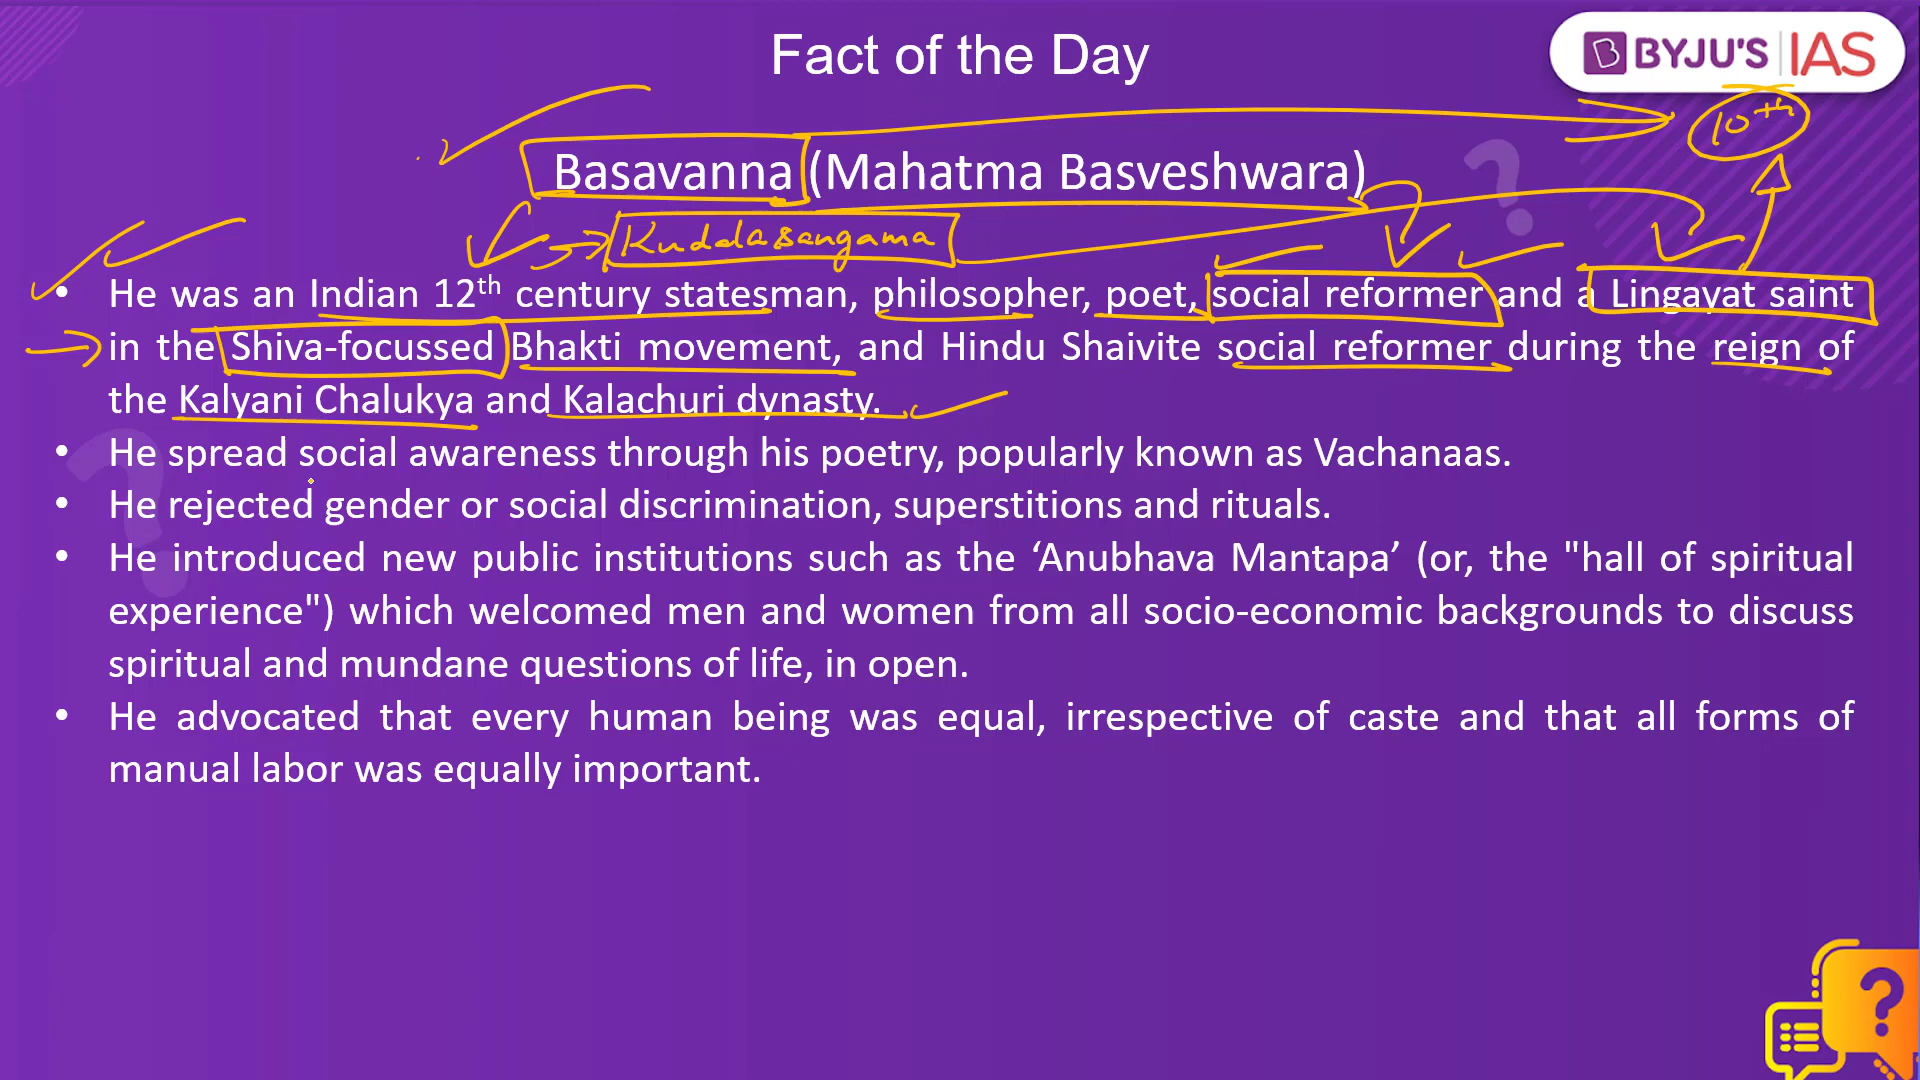 Fact of the Day
BYJU'S IAS
10th
Basavanna (Mahatma Basveshwara)
Kuddasangama
• He was an Indian 12th century statesman, philosopher, poet, social reformer and a Lingayat saint
in the Shiva-focussed Bhakti movement, and Hindu Shaivite social reformer during the reign of
the Kalyani Chalukya and Kalachuri dynasty.
• He spread social awareness through his poetry, popularly known as Vachanaas.
• He rejected gender or social discrimination, superstitions and rituals.
• He introduced new public institutions such as the ‘Anubhava Mantapa’ (or, the "hall of spiritual
experience") which welcomed men and women from all socio-economic backgrounds to discuss
spiritual and mundane questions of life, in open.
• He advocated that every human being was equal, irrespective of caste and that all forms of
manual labor was equally important.